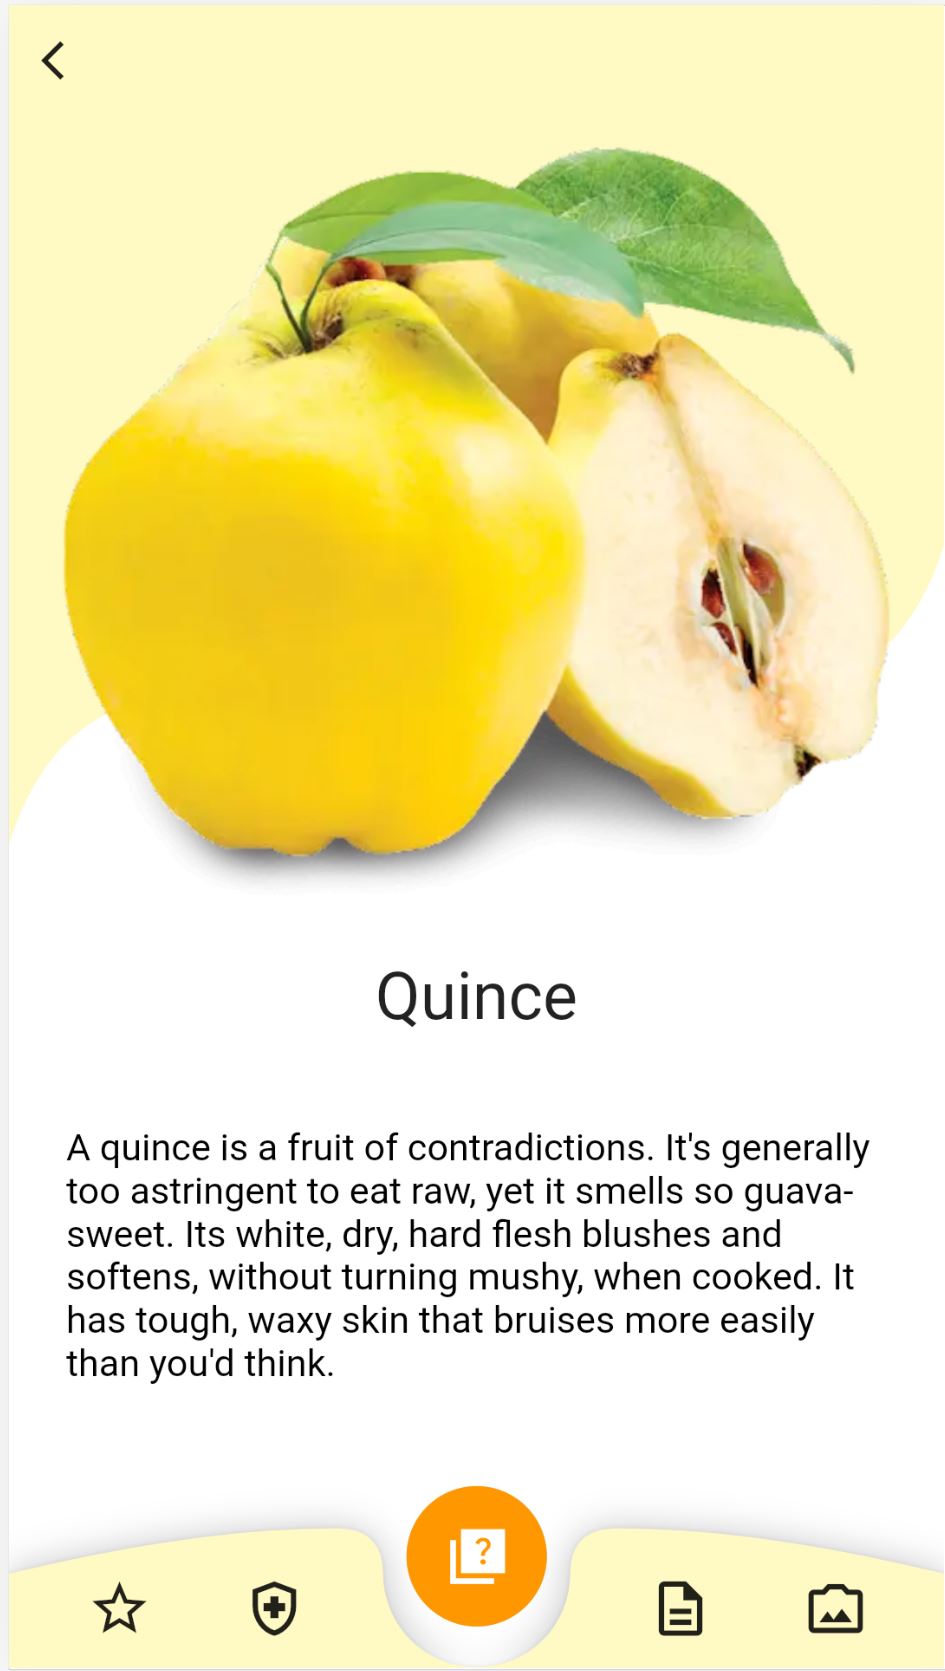 Quince
A quince is a fruit of contradictions. It's generally
too astringent to eat raw, yet it smells so guava-
sweet. Its white, dry, hard flesh blushes and
softens, without turning mushy, when cooked. It
has tough, waxy skin that bruises more easily
than you'd think.
?